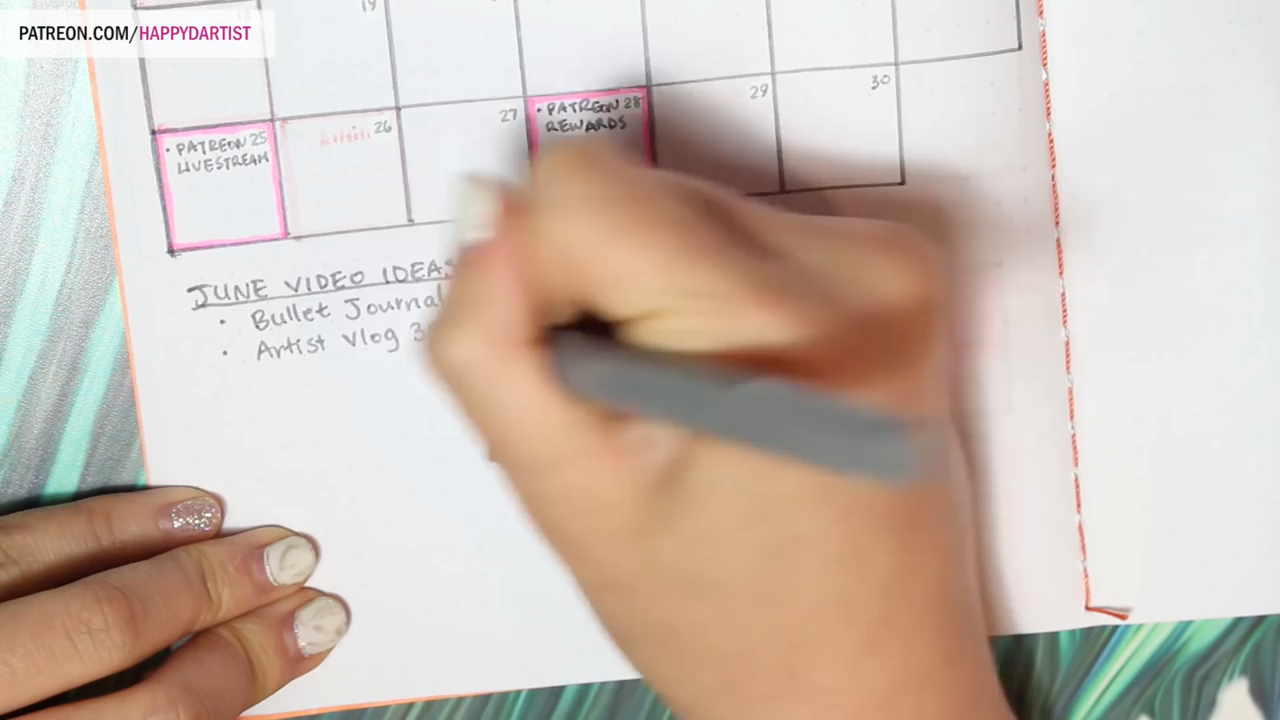 PATREON.COM/HAPPYDARTIST
19
27
28
29
30
• PATREON 28
REWARDS
• PATREON 25
LIVESTREAM
26
JUNE VIDEO IDEAS
• Bullet Journal
• Artist Vlog